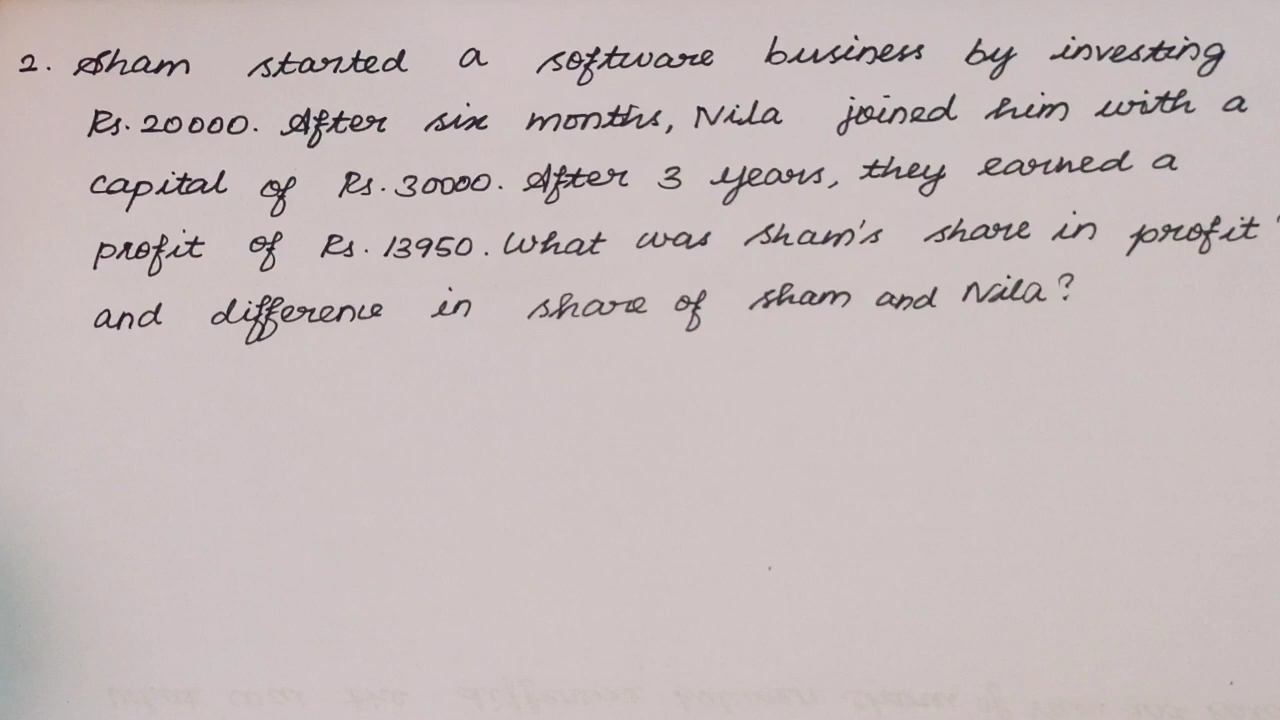 2. Sham started a software business by investing
Rs. 20000. After six months, Nila joined him with a
capital of Rs. 30000. After 3 years, they earned a
profit of Rs. 13950. What was Sham's share in profit
and difference in share of sham and Nila?